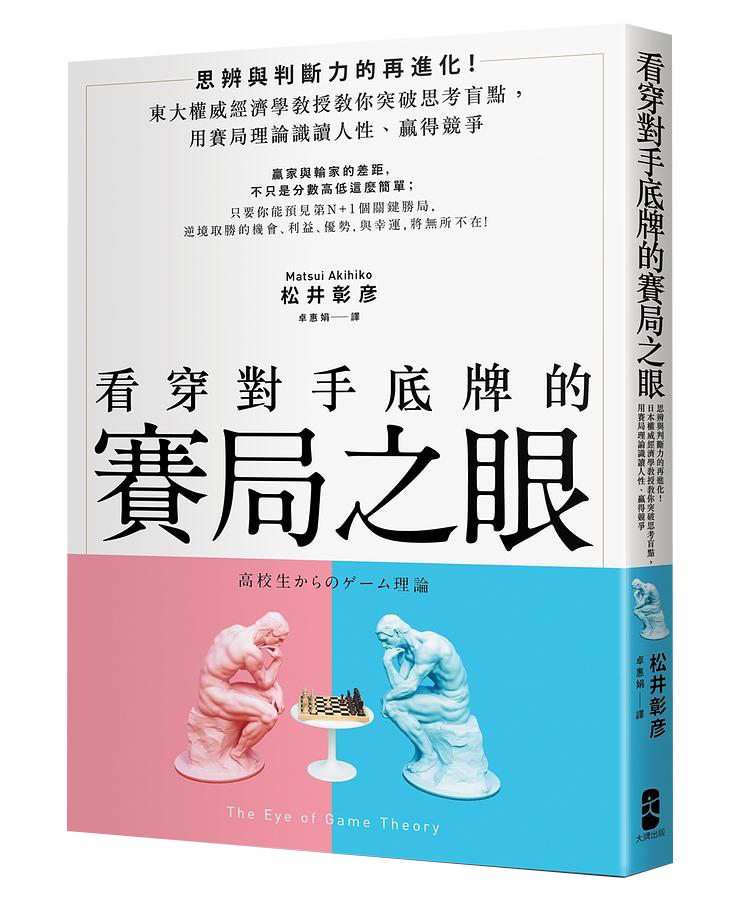 思辨與判斷力的再進化!
東大權威經濟學教授教你突破思考盲點，
用賽局理論識讀人性、贏得競爭
贏家與輸家的差距，
不只是分數高低這麼簡單；
只要你能預見第N+1個關鍵勝局，
逆境取勝的機會、利益、優勢，與幸運，將無所不在!
Matsui Akihiko
松井彰彦
卓惠娟──譯
看穿對手底牌的
賽局之眼
高校生からのゲーム理論
The Eye of Game Theory
看穿對手底牌的賽局之眼
思辨與判斷力的再進化!
日本權威經濟學教授教你突破思考盲點，
用賽局理論識讀人性、贏得競爭
松井彰彦
卓惠娟──譯
大牌出版